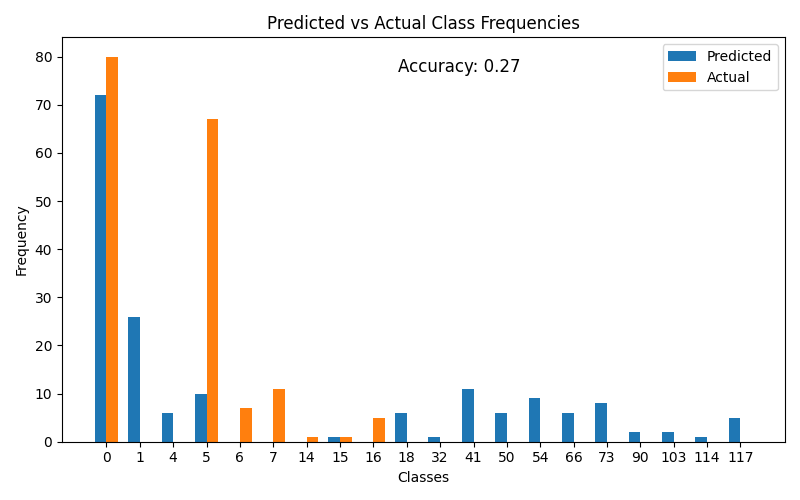 Predicted vs Actual Class Frequencies
Accuracy: 0.27
Predicted
Actual
Frequency
80
70
60
50
40
30
20
10
0
0 1 4 5 6 7 14 15 16 18 32 41 50 54 66 73 90 103 114 117
Classes